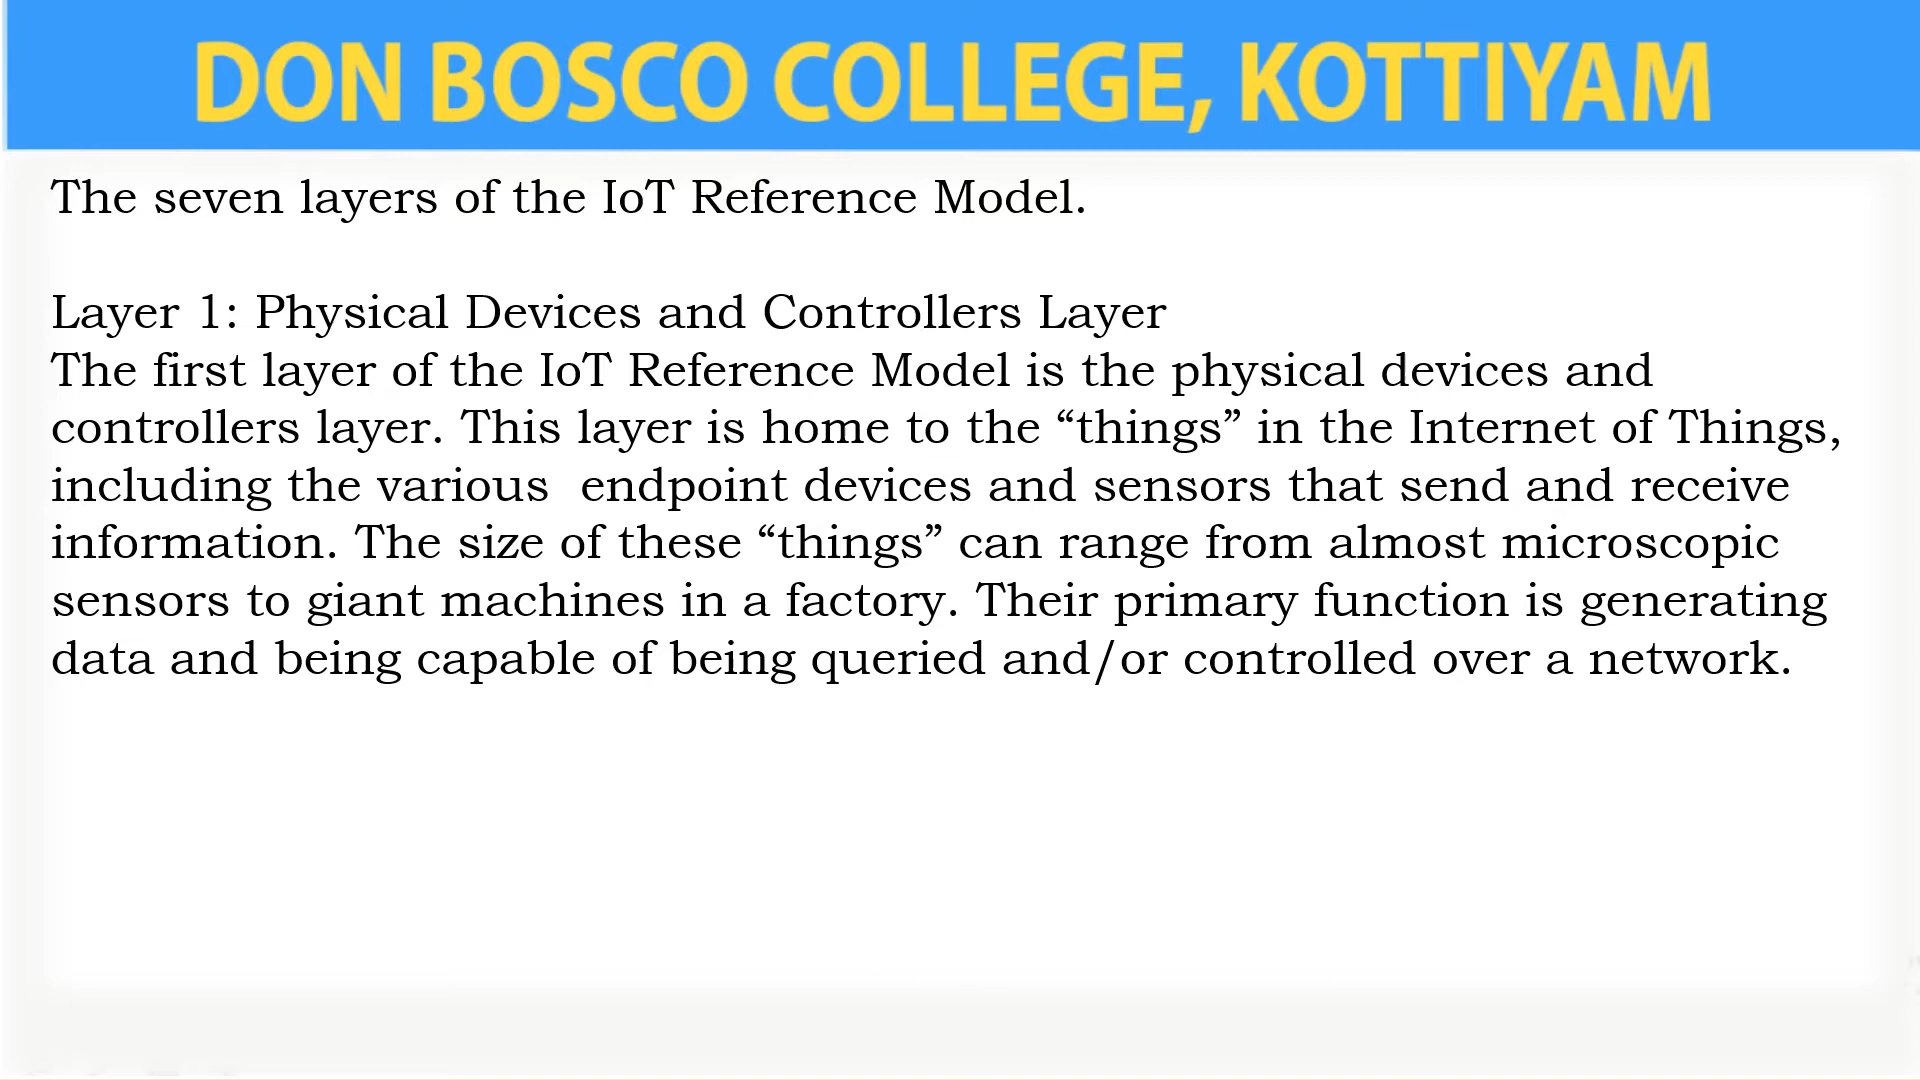 DON BOSCO COLLEGE, KOTTIYAM
The seven layers of the IoT Reference Model.
Layer 1: Physical Devices and Controllers Layer
The first layer of the IoT Reference Model is the physical devices and
controllers layer. This layer is home to the “things” in the Internet of Things,
including the various  endpoint devices and sensors that send and receive
information. The size of these “things” can range from almost microscopic
sensors to giant machines in a factory. Their primary function is generating
data and being capable of being queried and/or controlled over a network.